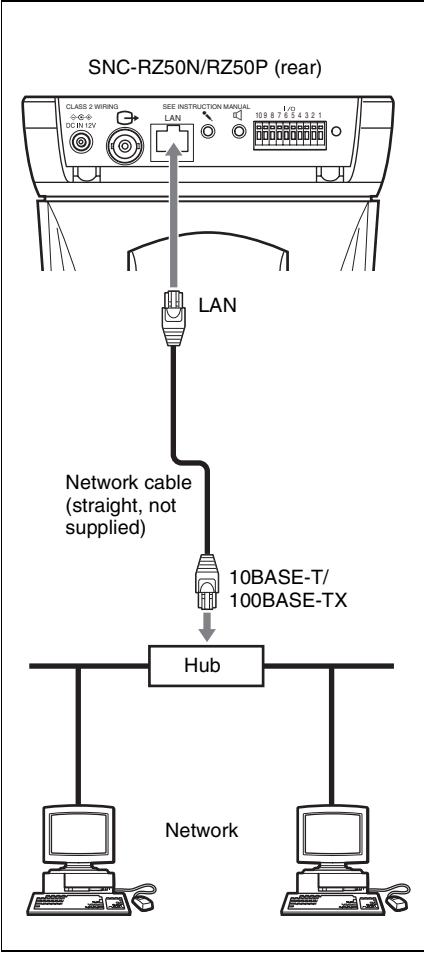 SNC-RZ50N/RZ50P (rear)
CLASS 2 WIRING
SEE INSTRUCTION MANUAL
DC IN 12V
LAN
I / O
10 9 8 7 6 5 4 3 2 1
LAN
Network cable
(straight, not
supplied)
10BASE-T/
100BASE-TX
Hub
Network